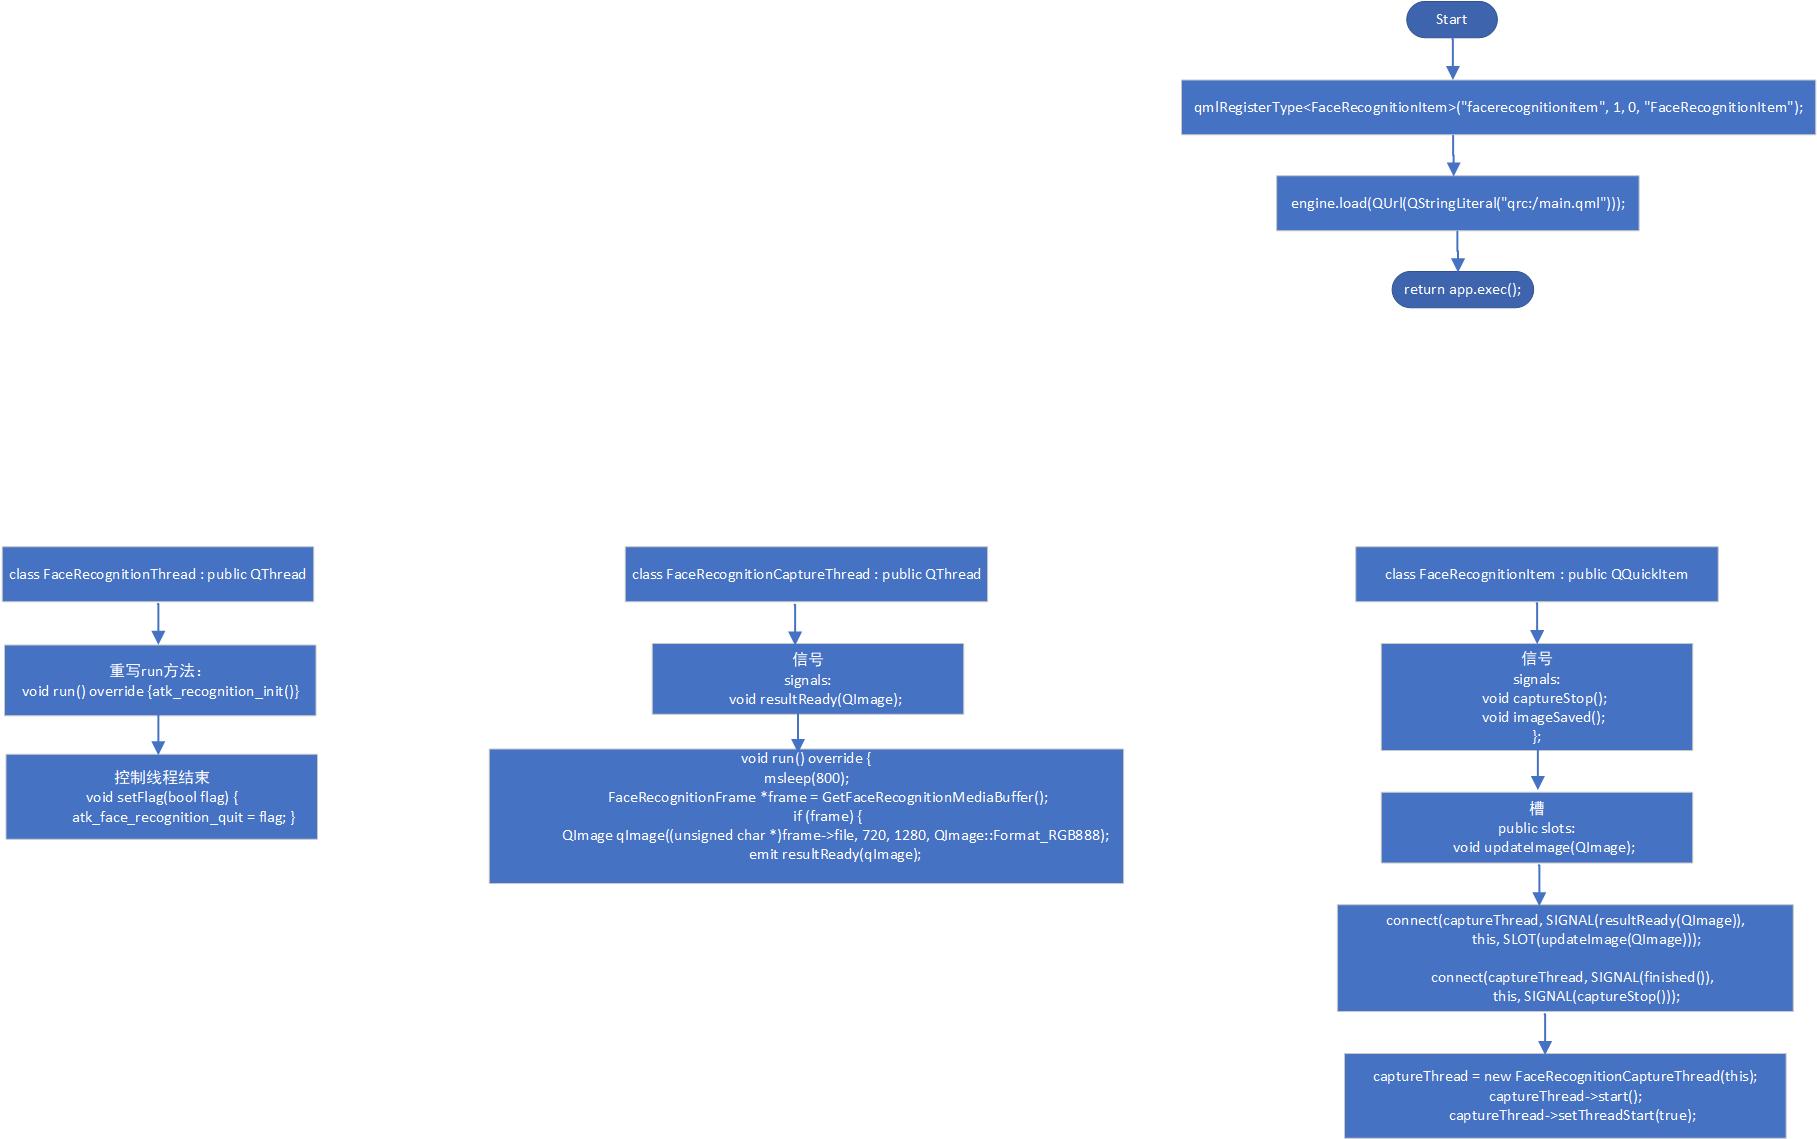 Start
qmlRegisterType<FaceRecognitionItem>("facerecognitionitem", 1, 0, "FaceRecognitionItem");
engine.load(QUrl(QStringLiteral("qrc:/main.qml")));
return app.exec();
class FaceRecognitionThread : public QThread
重写run方法：
void run() override {atk_recognition_init()}
控制线程结束
void setFlag(bool flag) {
atk_face_recognition_quit = flag; }
class FaceRecognitionCaptureThread : public QThread
信号
signals:
void resultReady(QImage);
void run() override {
msleep(800);
FaceRecognitionFrame *frame = GetFaceRecognitionMediaBuffer();
if (frame) {
QImage qImage((unsigned char *)frame->file, 720, 1280, QImage::Format_RGB888);
emit resultReady(qImage);
class FaceRecognitionItem : public QQuickItem
信号
signals:
void captureStop();
void imageSaved();
};
槽
public slots:
void updateImage(QImage);
connect(captureThread, SIGNAL(resultReady(QImage)),
this, SLOT(updateImage(QImage)));
connect(captureThread, SIGNAL(finished()),
this, SIGNAL(captureStop()));
captureThread = new FaceRecognitionCaptureThread(this);
captureThread->start();
captureThread->setThreadStart(true);